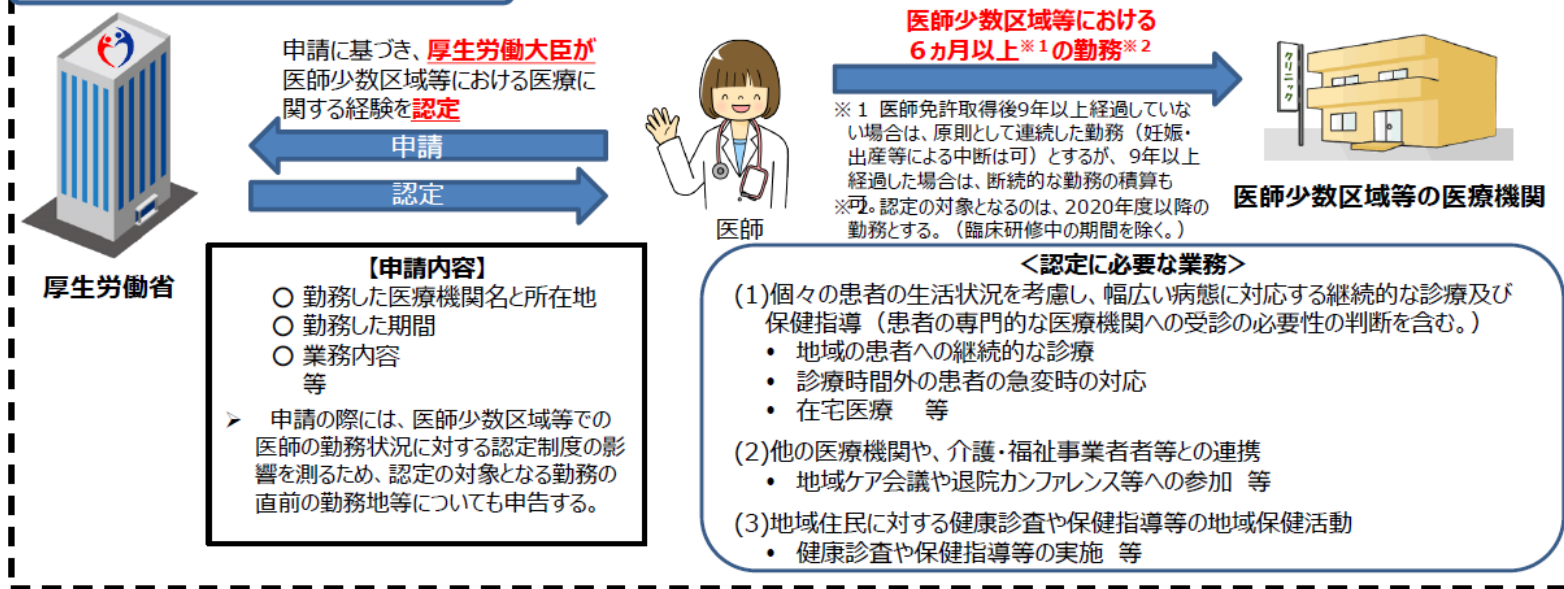 申請に基づき、厚生労働大臣が
医師少数区域等における医療に
関する経験を認定
申請
認定
厚生労働省
医師
医師少数区域等における
6ヵ月以上※1の勤務※2
※1 医師免許取得後9年以上経過していな
い場合は、原則として連続した勤務（妊娠・
出産等による中断は可）とするが、9年以上
経過した場合は、断続的な勤務の積算も
可。
※2 認定の対象となるのは、2020年度以降の
勤務とする。（臨床研修中の期間を除く。）
クリニック
医師少数区域等の医療機関
【申請内容】
○ 勤務した医療機関名と所在地
○ 勤務した期間
○ 業務内容
等
➢ 申請の際には、医師少数区域等での
医師の勤務状況に対する認定制度の影
響を測るため、認定の対象となる勤務の
直前の勤務地等についても申告する。
＜認定に必要な業務＞
(1)個々の患者の生活状況を考慮し、幅広い病態に対応する継続的な診療及び
保健指導（患者の専門的な医療機関への受診の必要性の判断を含む。）
• 地域の患者への継続的な診療
• 診療時間外の患者の急変時の対応
• 在宅医療 等
(2)他の医療機関や、介護・福祉事業者者等との連携
• 地域ケア会議や退院カンファレンス等への参加 等
(3)地域住民に対する健康診査や保健指導等の地域保健活動
• 健康診査や保健指導等の実施 等